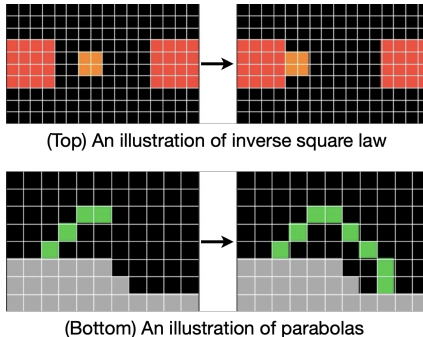 (Top) An illustration of inverse square law
(Bottom) An illustration of parabolas